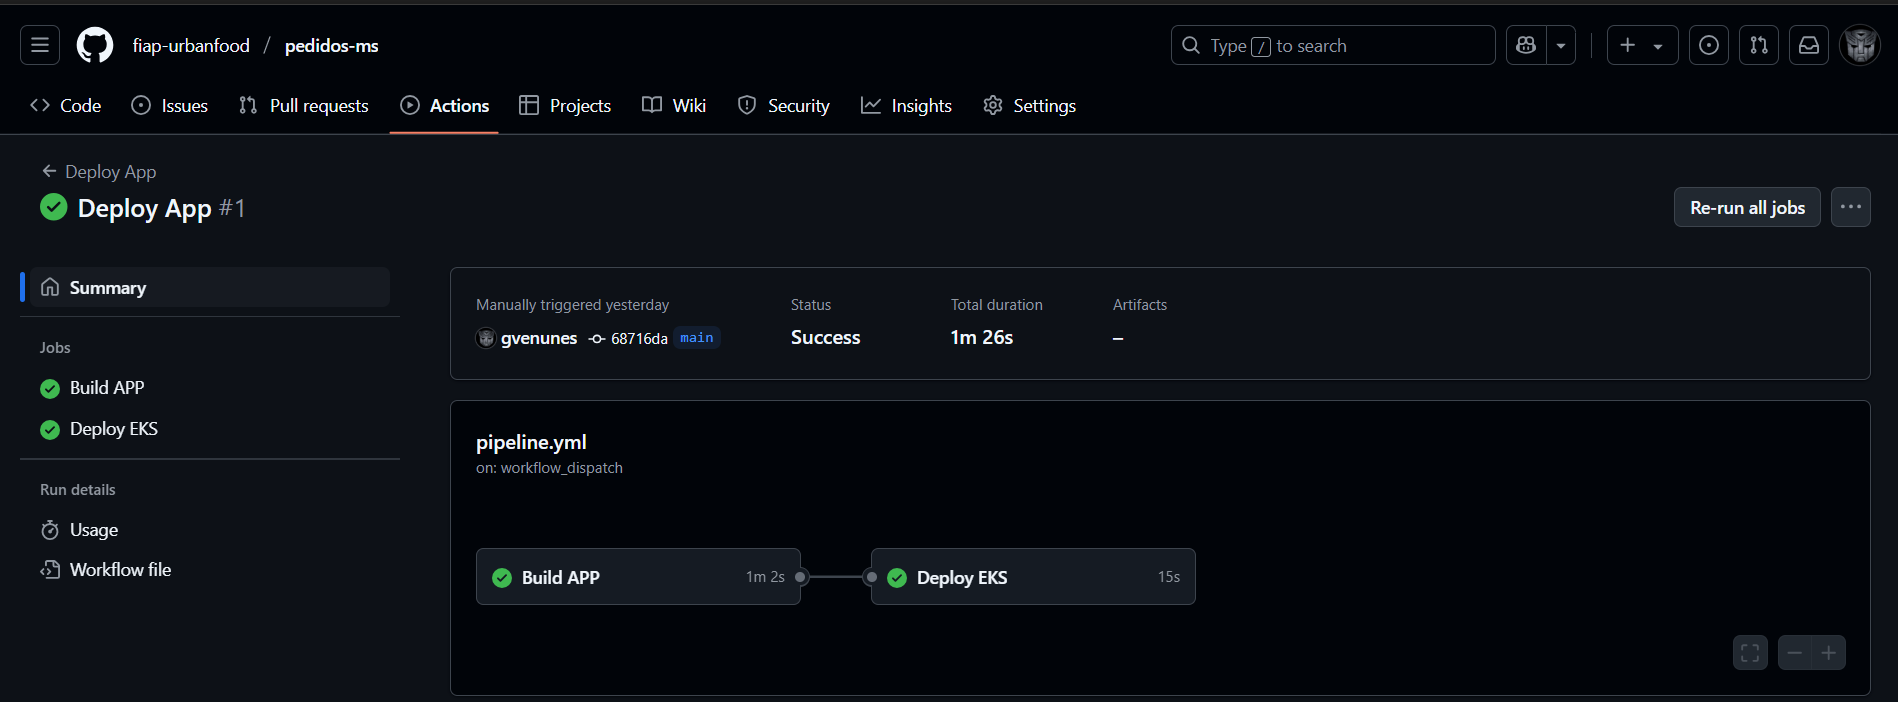 fiap-urbanfood / pedidos-ms
Type / to search
Code Issues Pull requests Actions Projects Wiki Security Insights Settings
Deploy App
Deploy App #1
Re-run all jobs
Summary
Jobs
Build APP
Deploy EKS
Run details
Usage
Workflow file
Manually triggered yesterday Status Total duration Artifacts
gvenunes 68716da main Success 1m 26s –
pipeline.yml
on: workflow_dispatch
Build APP 1m 2s Deploy EKS 15s